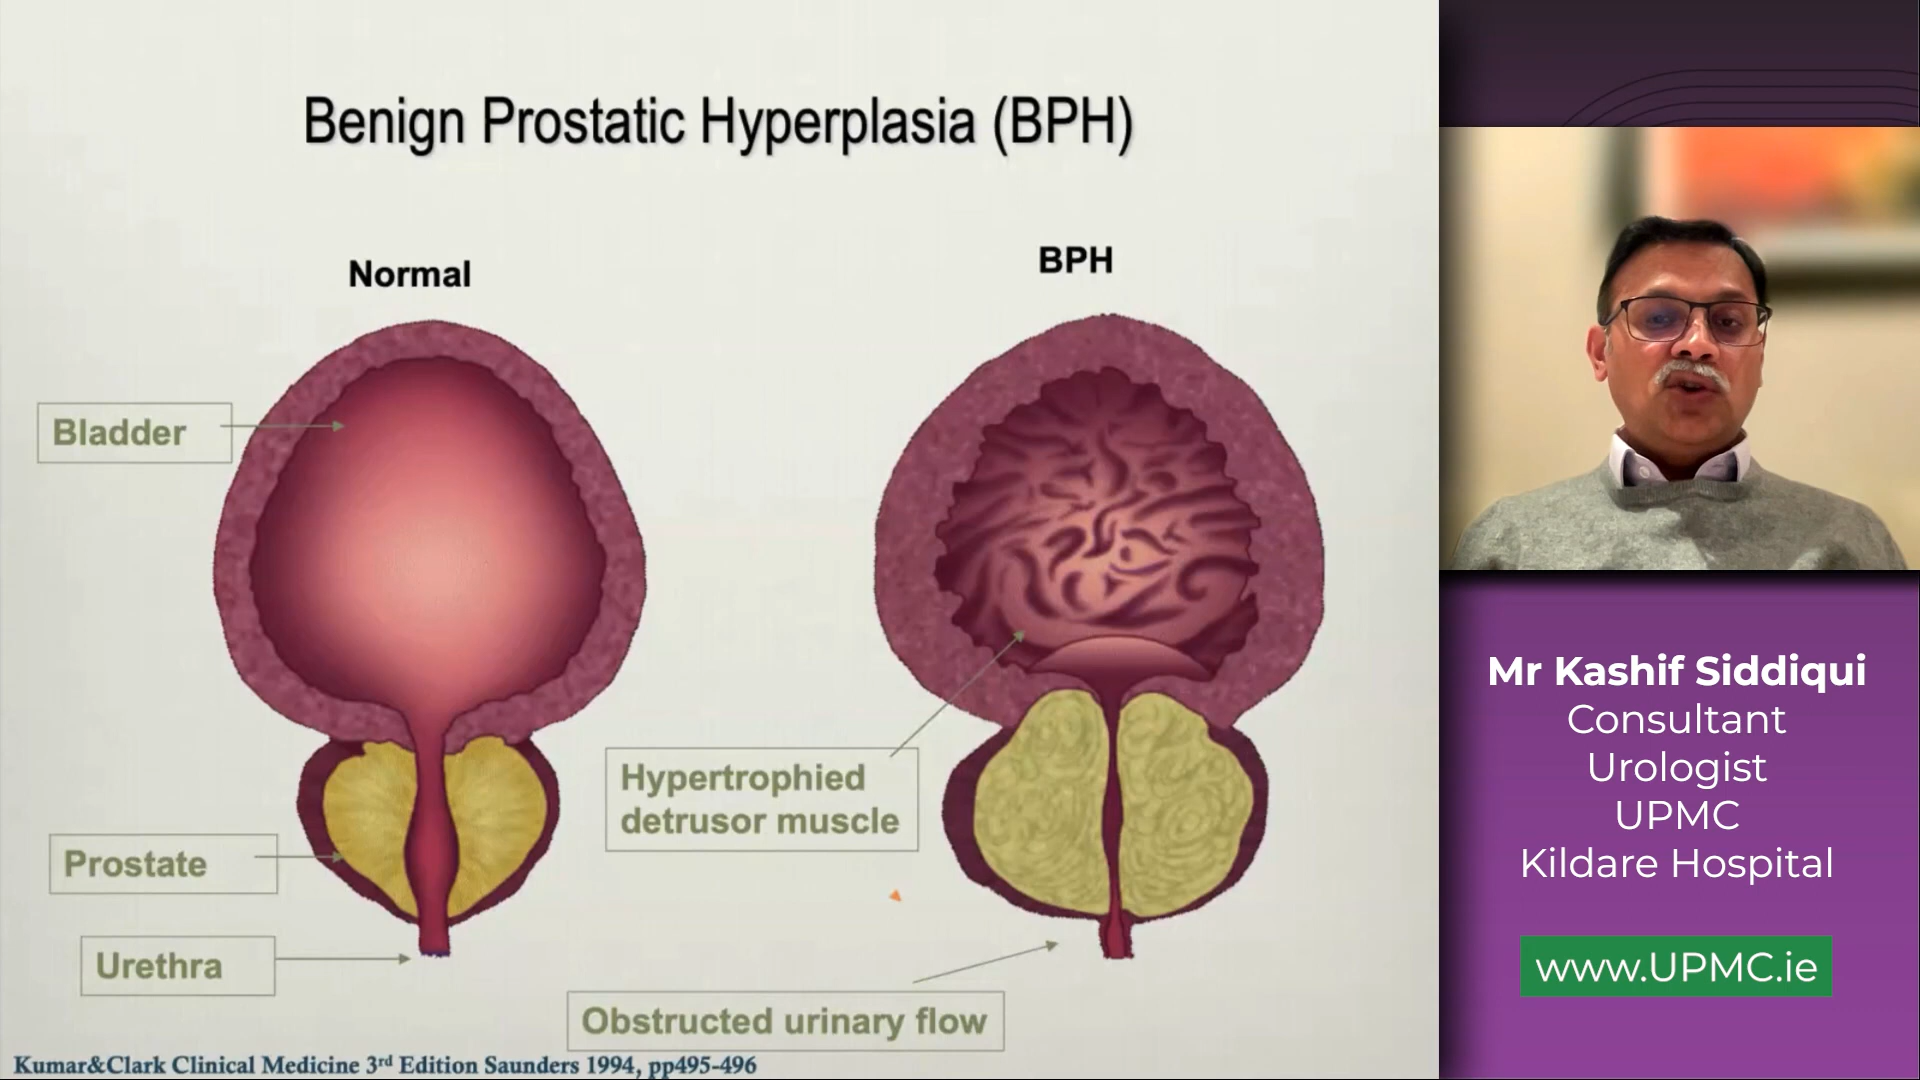 Benign Prostatic Hyperplasia (BPH)
Normal
BPH
Bladder
Hypertrophied
detrusor muscle
Prostate
Urethra
Obstructed urinary flow
Kumar&Clark Clinical Medicine 3rd Edition Saunders 1994, pp495-496
Mr Kashif Siddiqui
Consultant
Urologist
UPMC
Kildare Hospital
www.UPMC.ie